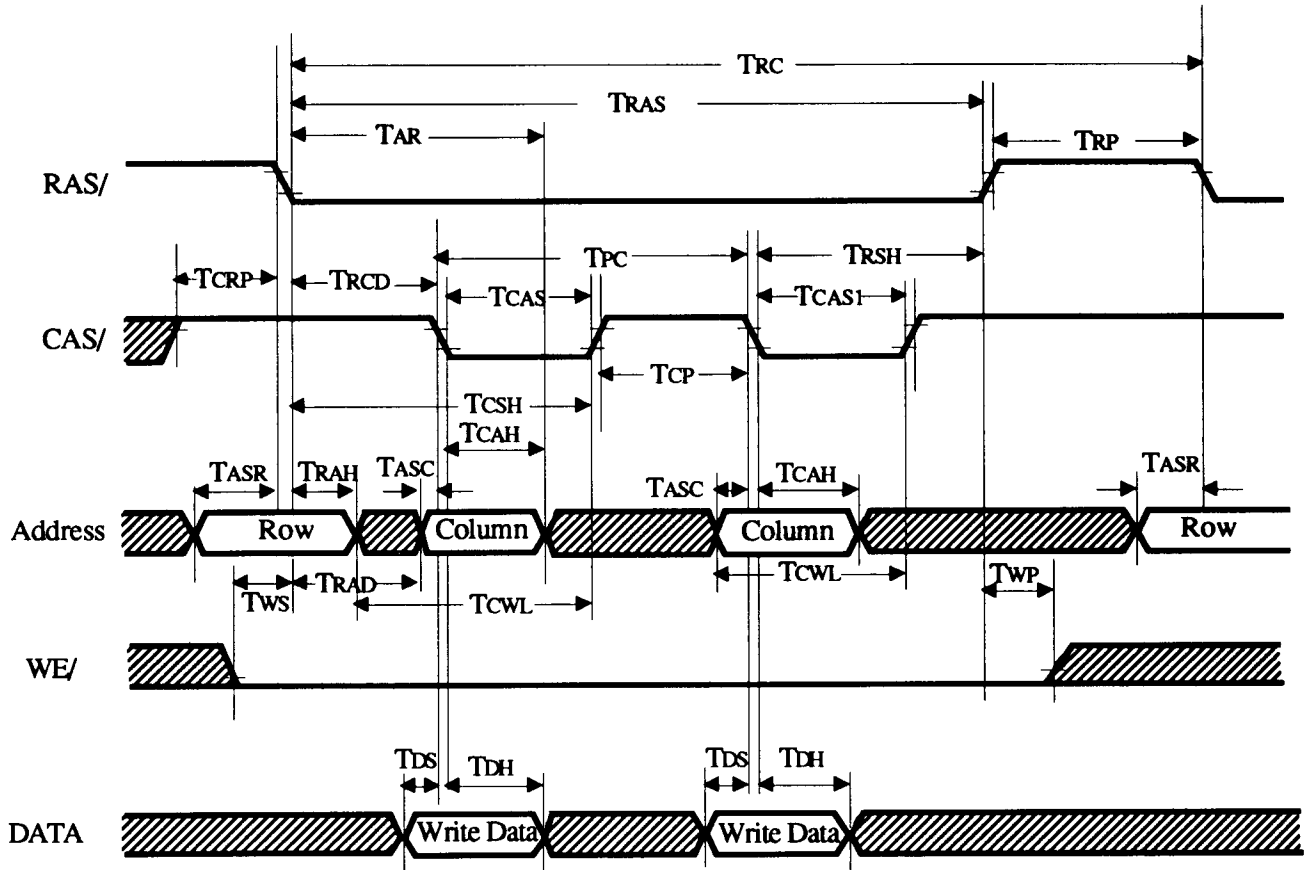 TRC
TRAS
TAR
TRP
RAS/
TPC
TRSH
TCRP
TRCD
TCAS
TCAS1
CAS/
TCP
TCSH
TCAH
TASR
TRAH
TASC
TASC
TCAH
TASR
Address
Row
Column
Column
Row
TWS
TRAD
TCWL
TCWL
TWP
WE/
TDS
TDH
TDS
TDH
DATA
Write Data
Write Data